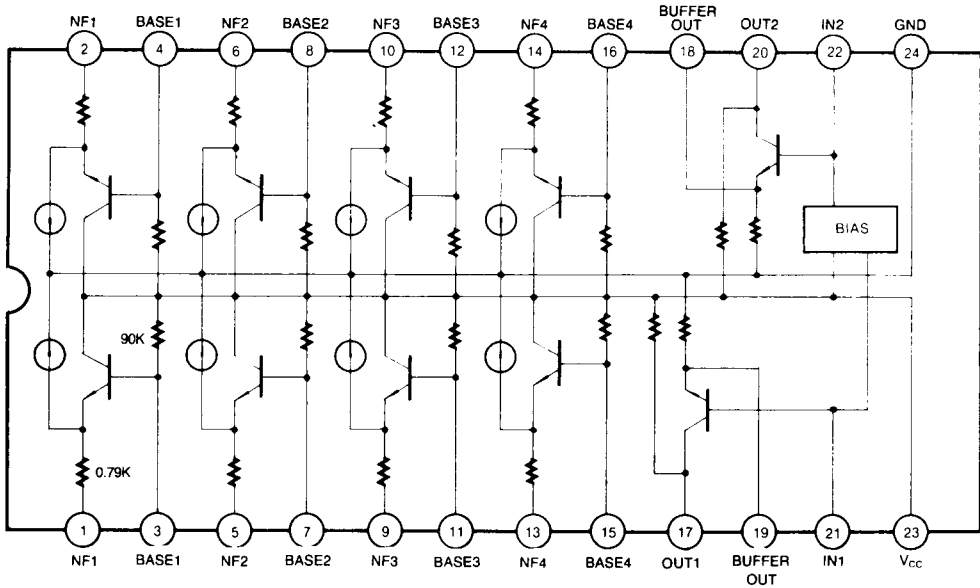 NF1 BASE1 NF2 BASE2 NF3 BASE3 NF4 BASE4 BUFFER OUT OUT2 IN2 GND
2 4 6 8 10 12 14 16 18 20 22 24
BIAS
90K
0.79K
1 3 5 7 9 11 13 15 17 19 21 23
NF1 BASE1 NF2 BASE2 NF3 BASE3 NF4 BASE4 OUT1 BUFFER OUT IN1 VCC